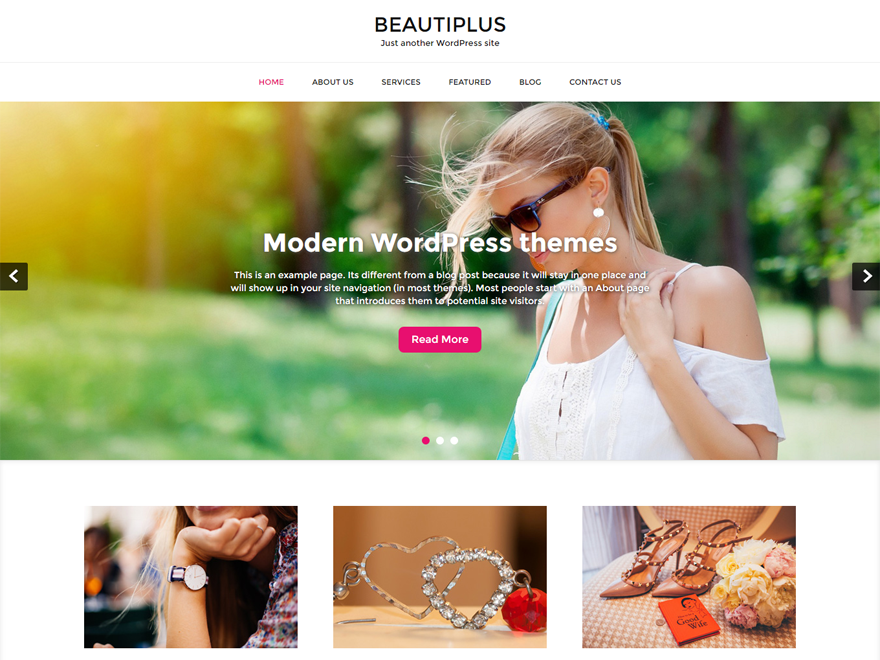 BEAUTIPLUS
Just another WordPress site
HOME ABOUT US SERVICES FEATURED BLOG CONTACT US
Modern WordPress themes
This is an example page. Its different from a blog post because it will stay in one place and
will show up in your site navigation (in most themes). Most people start with an About page
that introduces them to potential site visitors.
Read More
Good
Wife